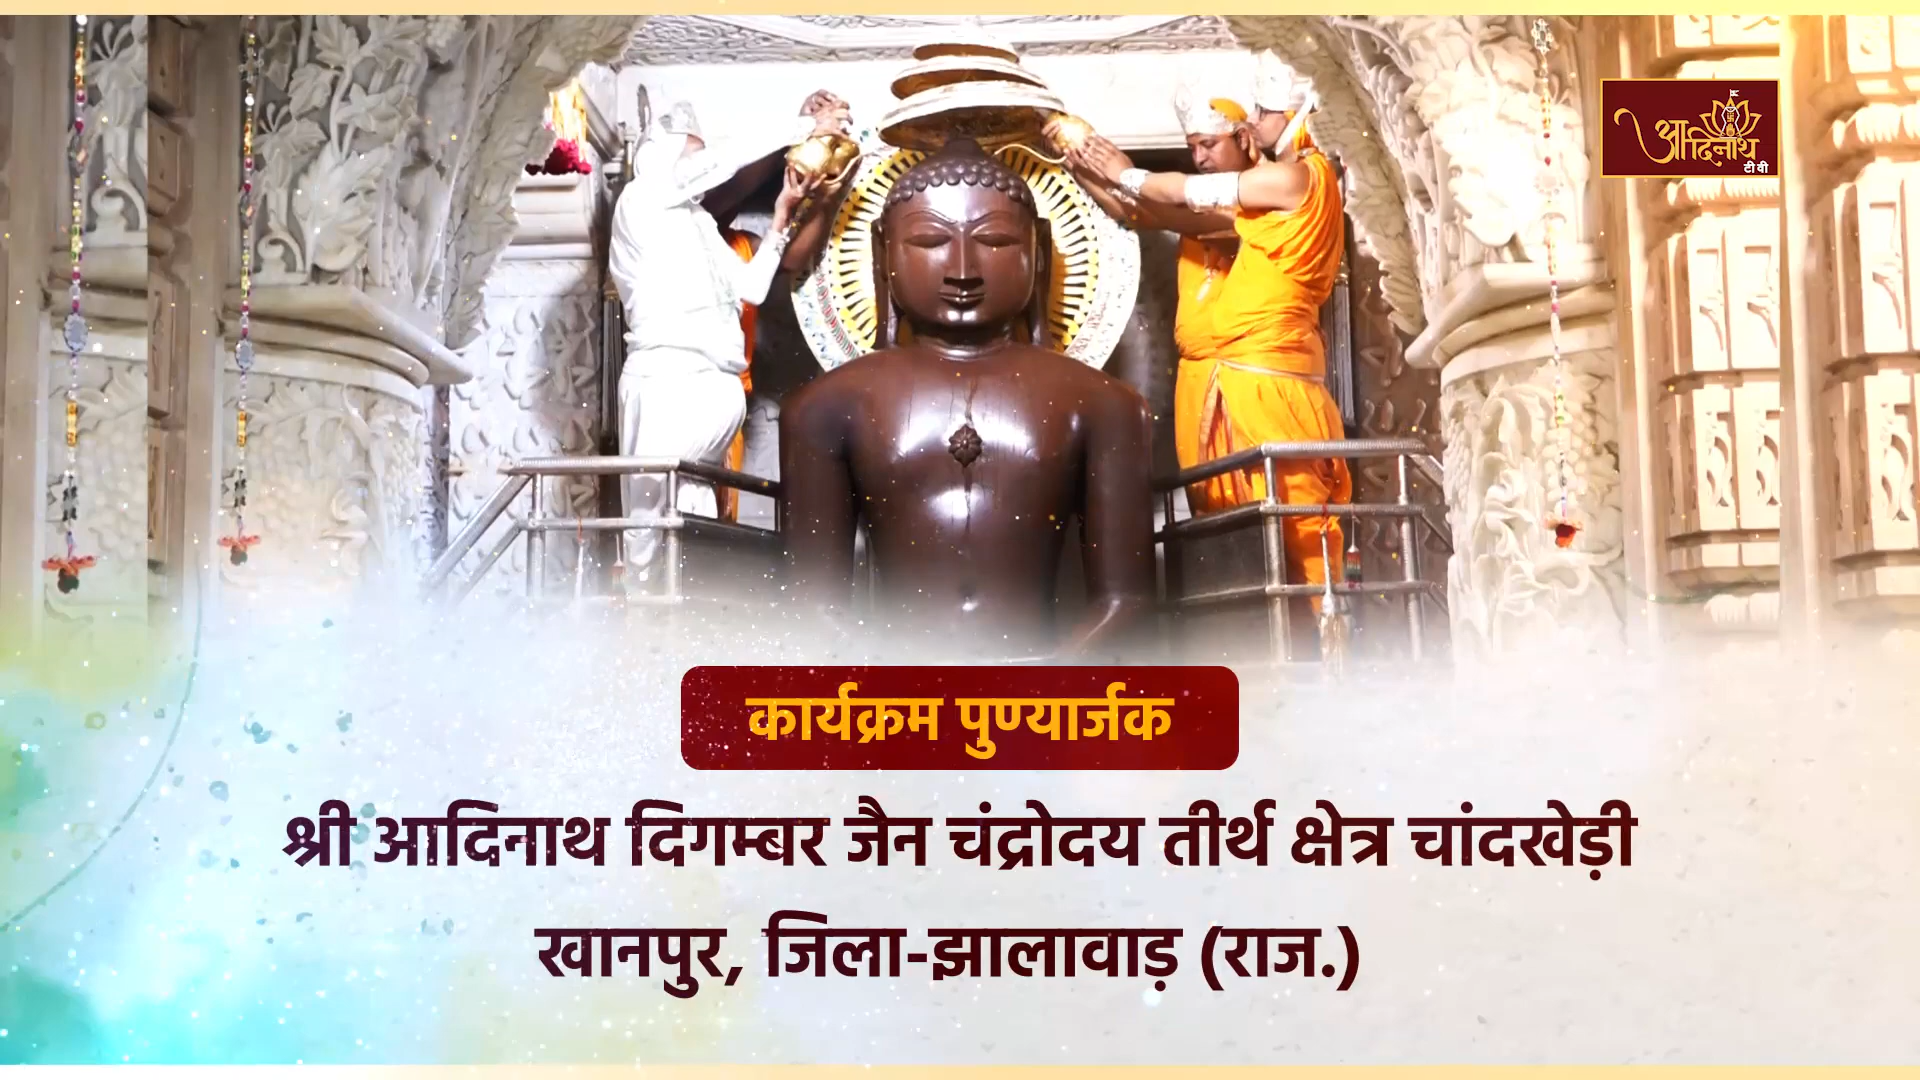 आदिनाथ
टी वी
कार्यक्रम पुण्यार्जक
श्री आदिनाथ दिगम्बर जैन चंद्रोदय तीर्थ क्षेत्र चांदखेड़ी
खानपुर, जिला-झालावाड़ (राज.)